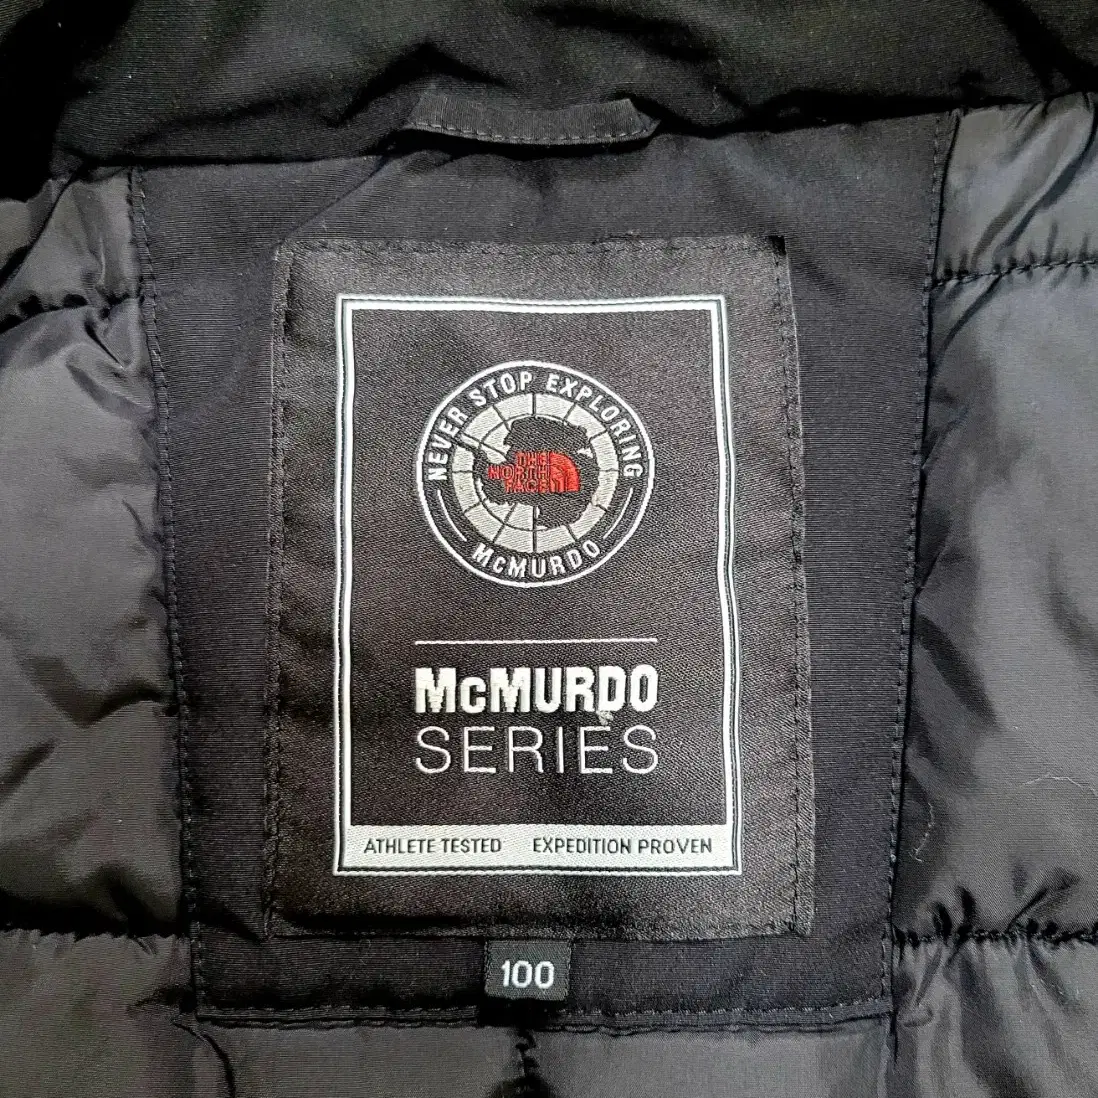 NEVER STOP EXPLORING
THE
NORTH
FACE
McMURDO
McMURDO
SERIES
ATHLETE TESTED EXPEDITION PROVEN
100